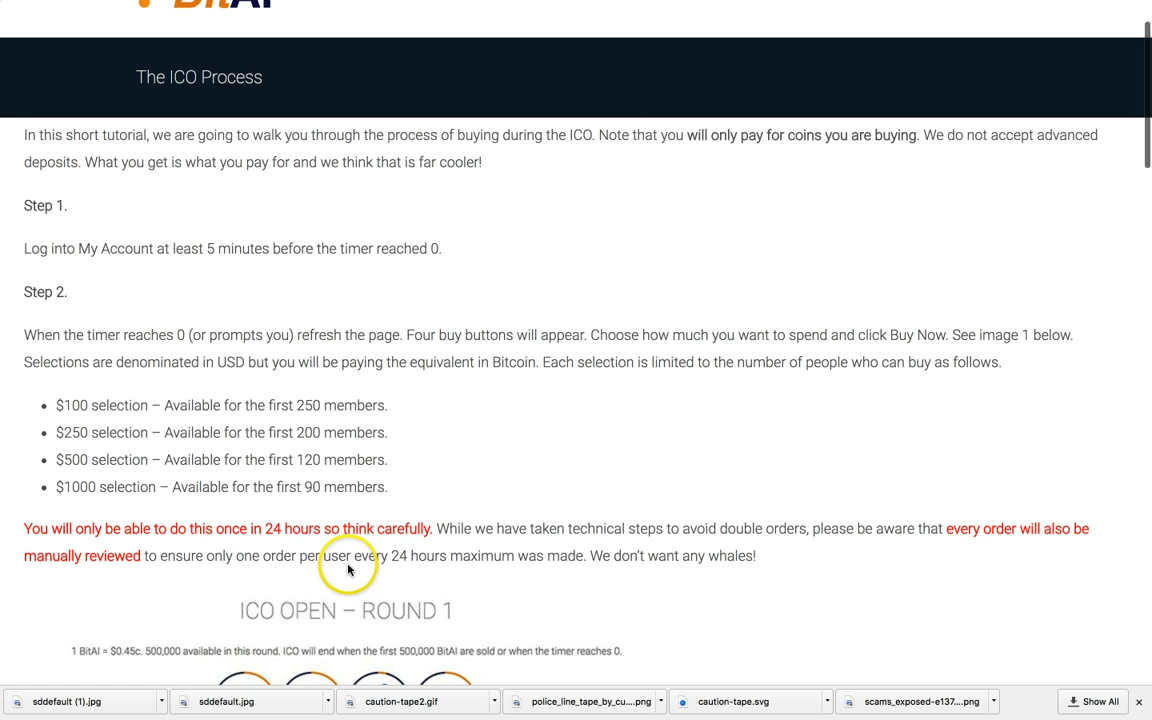 BitAI
The ICO Process
In this short tutorial, we are going to walk you through the process of buying during the ICO. Note that you will only pay for coins you are buying. We do not accept advanced
deposits. What you get is what you pay for and we think that is far cooler!
Step 1.
Log into My Account at least 5 minutes before the timer reached 0.
Step 2.
When the timer reaches 0 (or prompts you) refresh the page. Four buy buttons will appear. Choose how much you want to spend and click Buy Now. See image 1 below.
Selections are denominated in USD but you will be paying the equivalent in Bitcoin. Each selection is limited to the number of people who can buy as follows.
• $100 selection – Available for the first 250 members.
• $250 selection – Available for the first 200 members.
• $500 selection – Available for the first 120 members.
• $1000 selection – Available for the first 90 members.
You will only be able to do this once in 24 hours so think carefully. While we have taken technical steps to avoid double orders, please be aware that every order will also be
manually reviewed to ensure only one order per user every 24 hours maximum was made. We don't want any whales!
ICO OPEN – ROUND 1
1 BitAI = $0.45c. 500,000 available in this round. ICO will end when the first 500,000 BitAI are sold or when the timer reaches 0.
sddefault (1).jpg sddefault.jpg caution-tape2.gif police_line_tape_by_cu....png caution-tape.svg scams_exposed-e137...png Show All